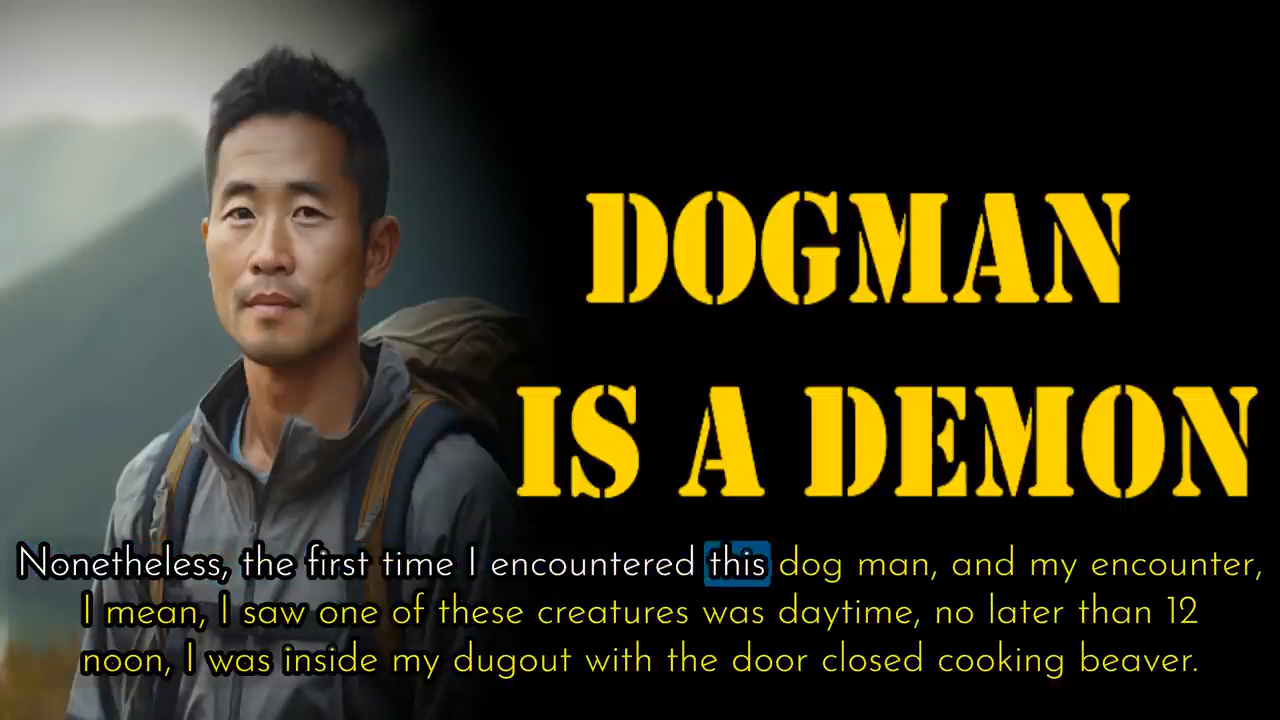 DOGMAN
IS A DEMON
Nonetheless, the first time I encountered this dog man, and my encounter,
I mean, I saw one of these creatures was daytime, no later than 12
noon, I was inside my dugout with the door closed cooking beaver.